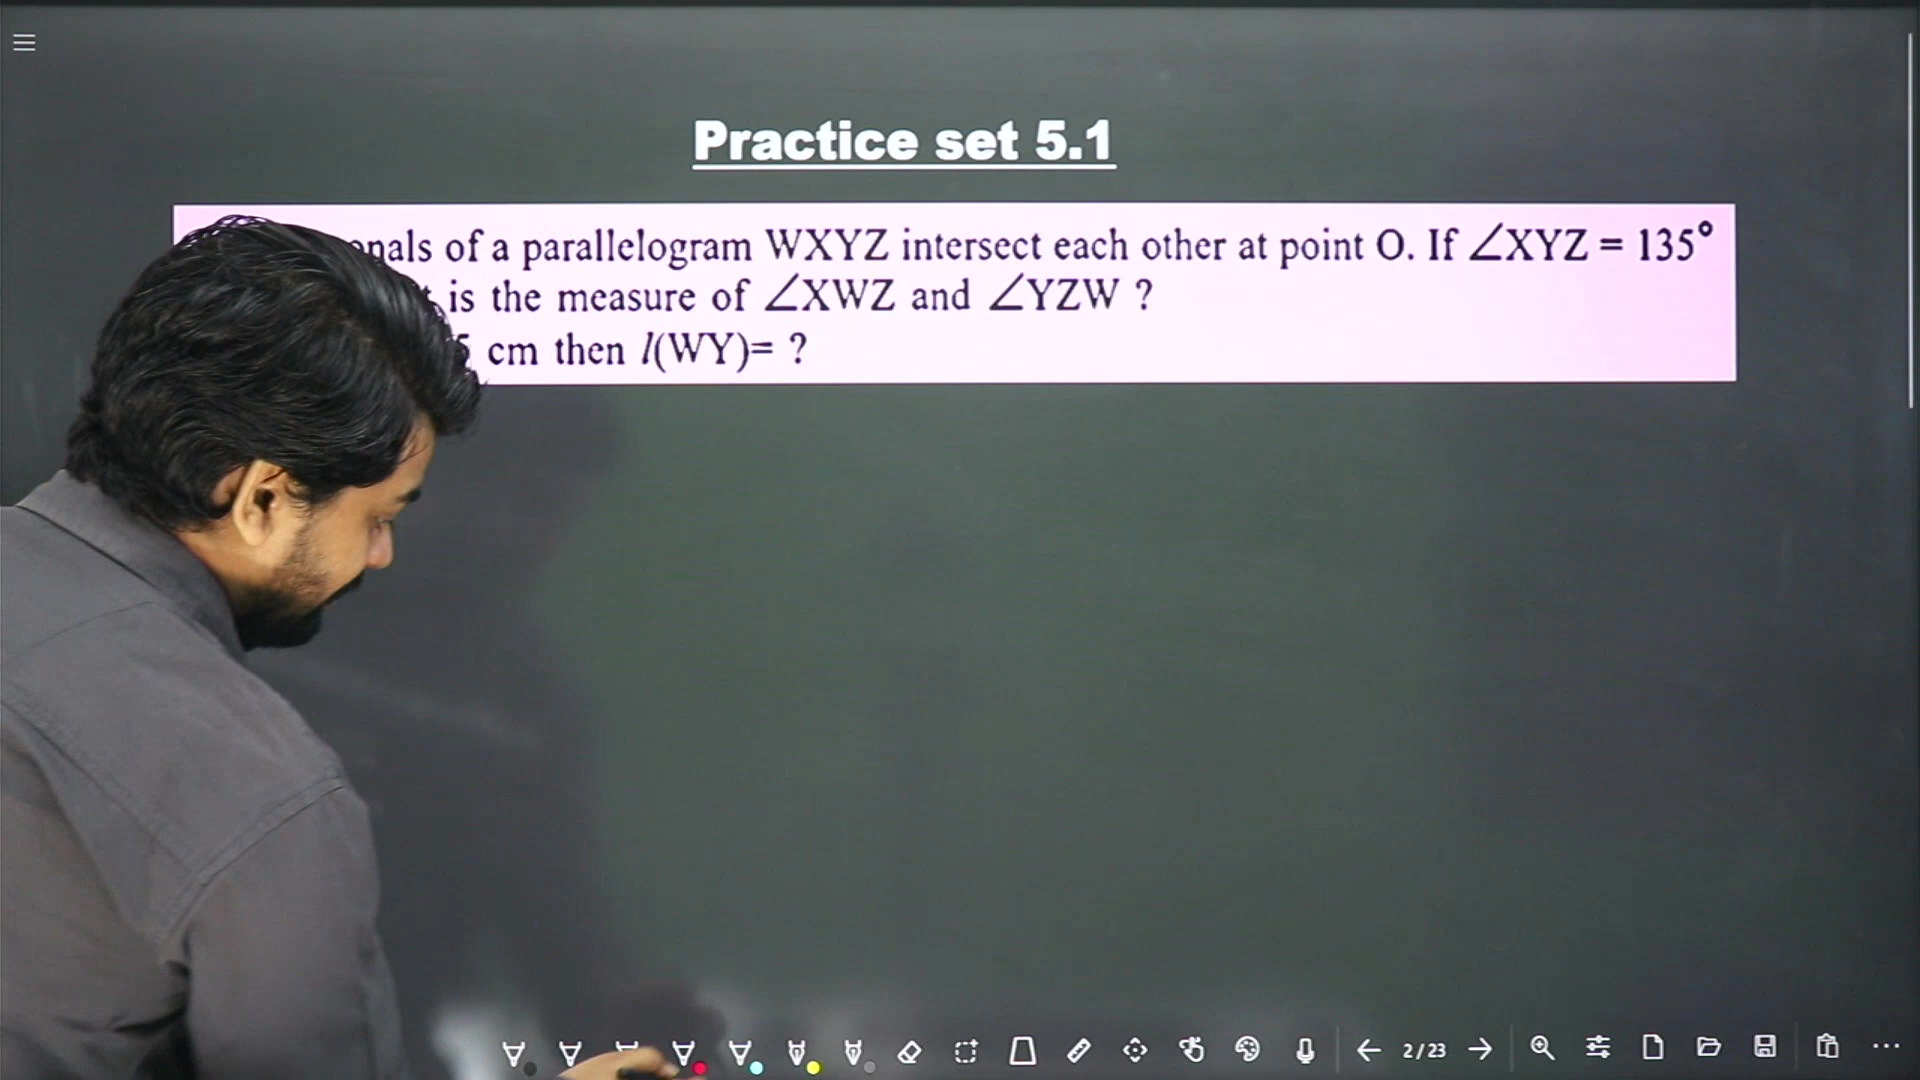 Practice set 5.1
of a parallelogram WXYZ intersect each other at point O. If ∠XYZ = 135°
is the measure of ∠XWZ and ∠YZW ?
cm then l(WY)= ?
2/23